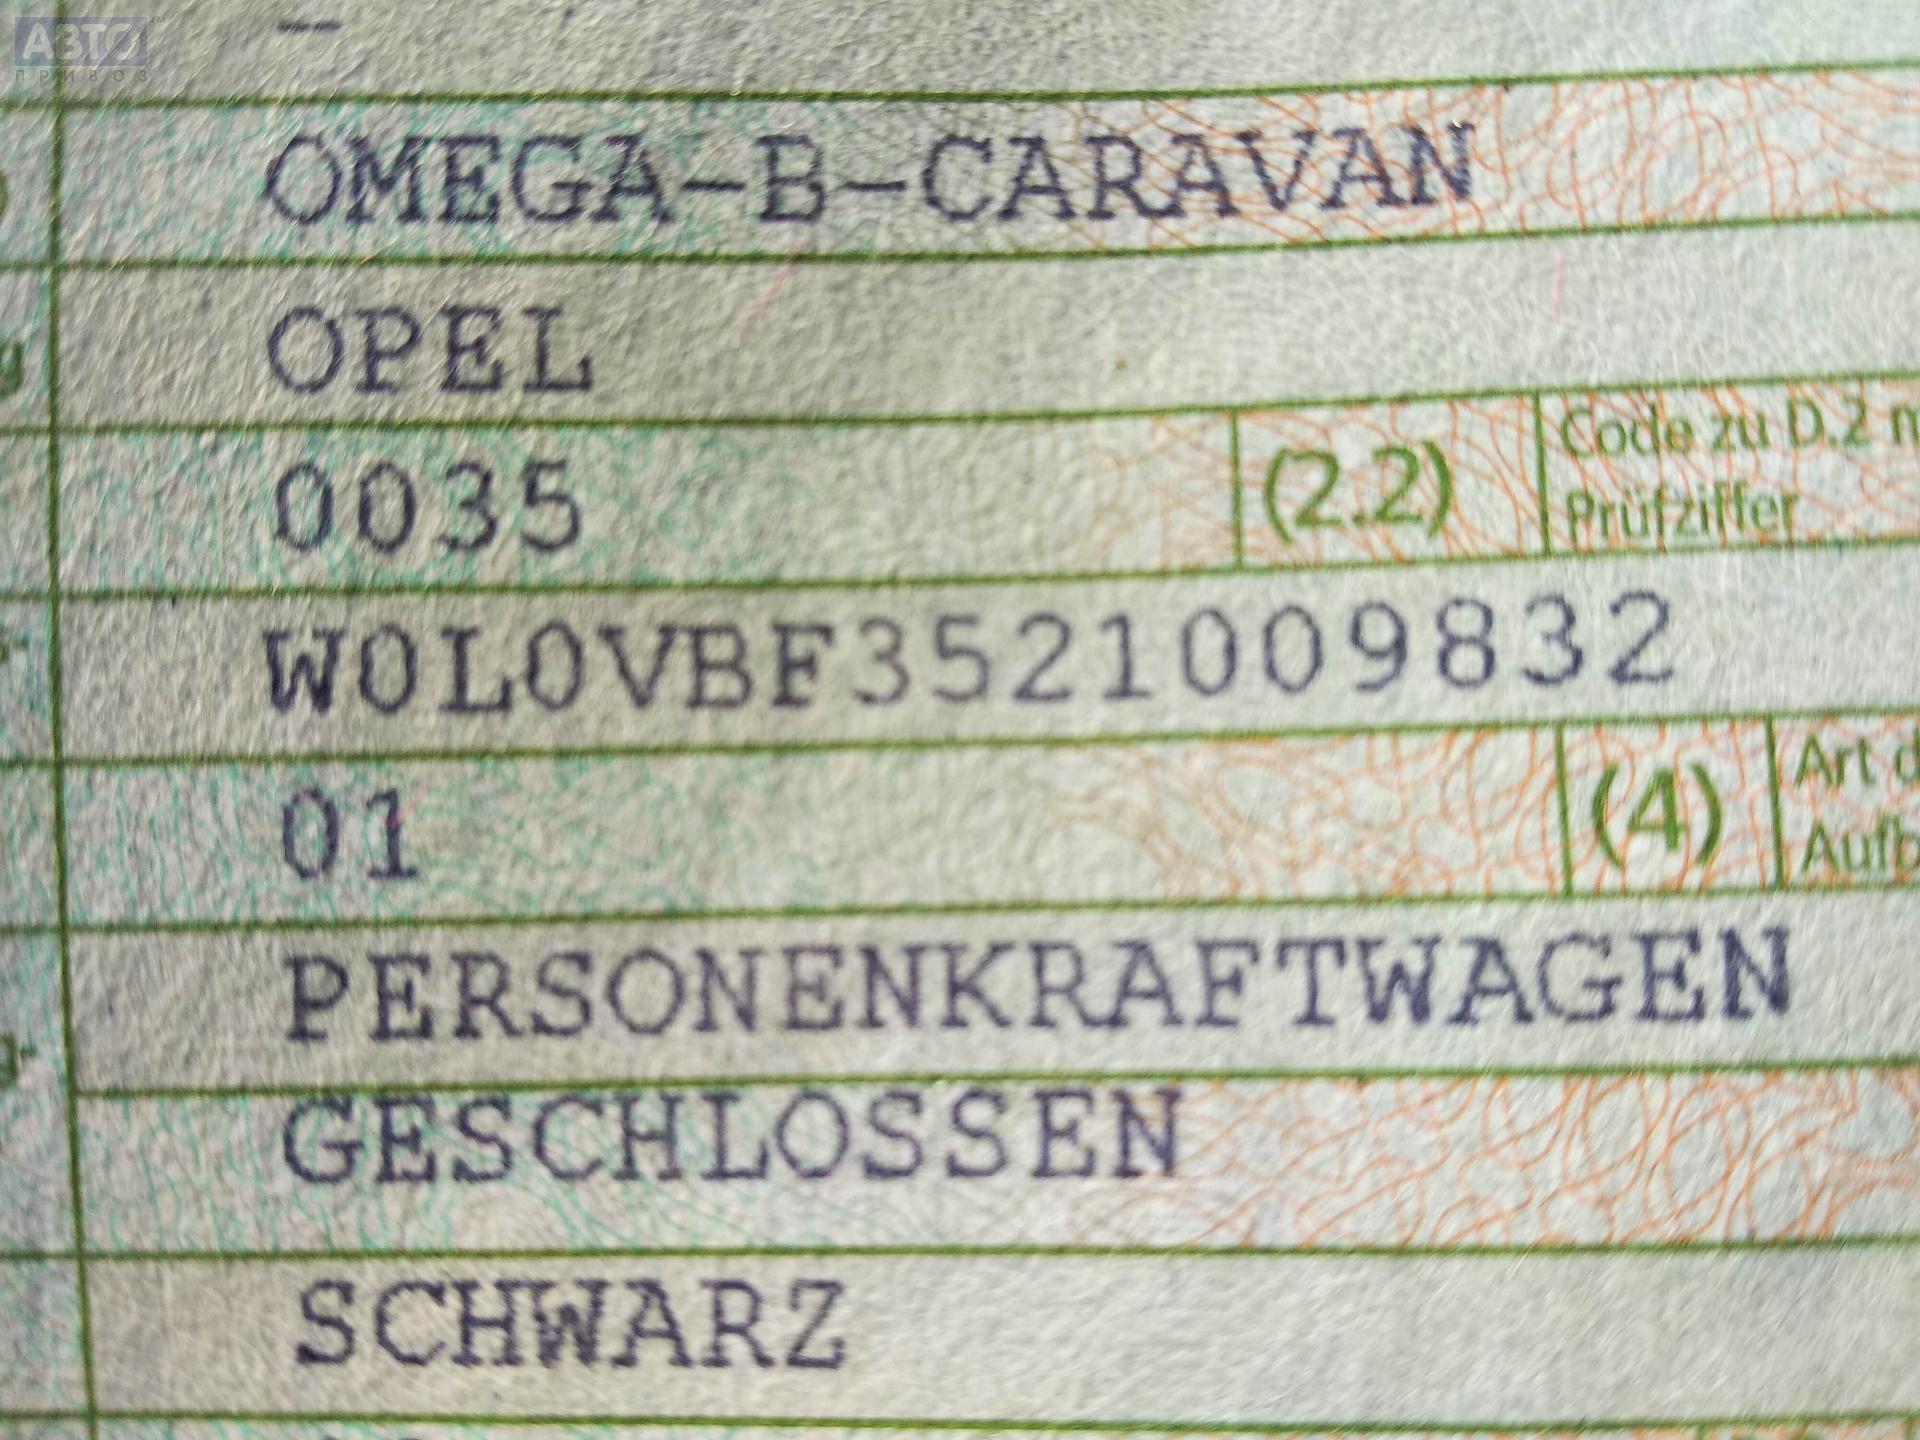 АВТО
ПРИВОЗ
–
OMEGA-B-CARAVAN
g
OPEL
0035 (2.2) Code zu D.2 m
Prüfziffer
W0L0VBF3521009832
01 (4) Art d
Aufb
PERSONENKRAFTWAGEN
GESCHLOSSEN
SCHWARZ